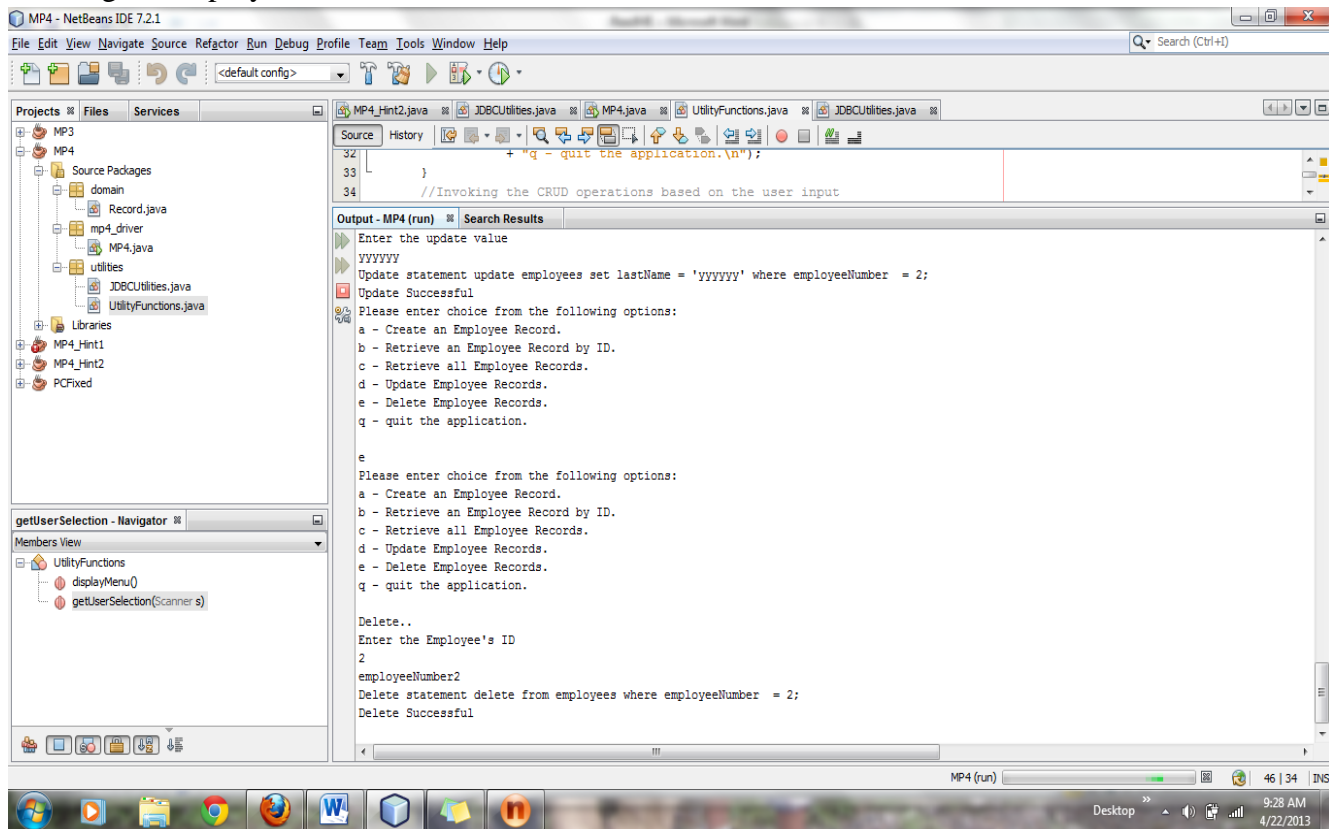 MP4 - NetBeans IDE 7.2.1
File Edit View Navigate Source Refactor Run Debug Profile Team Tools Window Help
Search (Ctrl+I)
<default config>
Projects Files Services
MP4_Hint2.java JDBCUtilities.java MP4.java UtilityFunctions.java JDBCUtilities.java
MP3
MP4
Source Packages
domain
Record.java
mp4_driver
MP4.java
utilities
JDBCUtilities.java
UtilityFunctions.java
Libraries
MP4_Hint1
MP4_Hint2
PCFixed
Source History
32 + "q - quit the application.\n");
33 }
34 //Invoking the CRUD operations based on the user input
Output - MP4 (run) Search Results
Enter the update value
yyyyyy
Update statement update employees set lastName = 'yyyyyy' where employeeNumber  = 2;
Update Successful
Please enter choice from the following options:
a - Create an Employee Record.
b - Retrieve an Employee Record by ID.
c - Retrieve all Employee Records.
d - Update Employee Records.
e - Delete Employee Records.
q - quit the application.
e
Please enter choice from the following options:
a - Create an Employee Record.
b - Retrieve an Employee Record by ID.
c - Retrieve all Employee Records.
d - Update Employee Records.
e - Delete Employee Records.
q - quit the application.
Delete..
Enter the Employee's ID
2
employeeNumber2
Delete statement delete from employees where employeeNumber  = 2;
Delete Successful
getUserSelection - Navigator
Members View
UtilityFunctions
displayMenu()
getUserSelection(Scanner s)
MP4 (run)
46 | 34 INS
Desktop
9:28 AM
4/22/2013